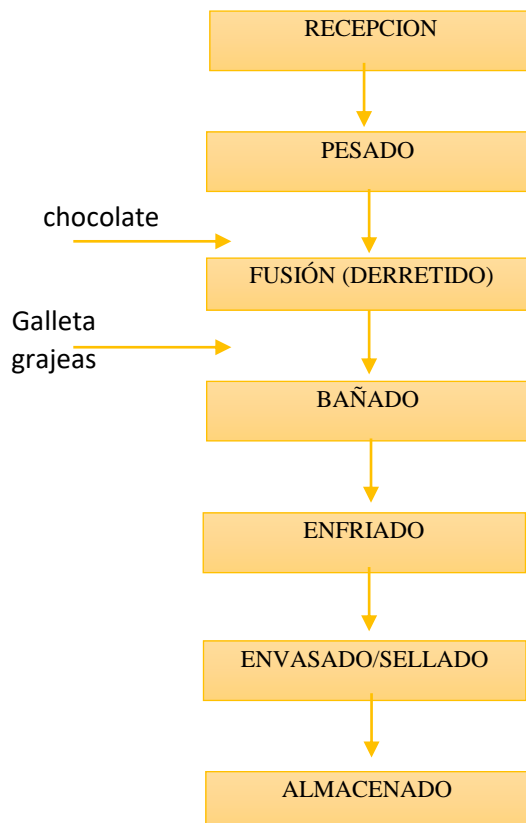 RECEPCION
PESADO
chocolate
FUSIÓN (DERRETIDO)
Galleta
grajeas
BAÑADO
ENFRIADO
ENVASADO/SELLADO
ALMACENADO